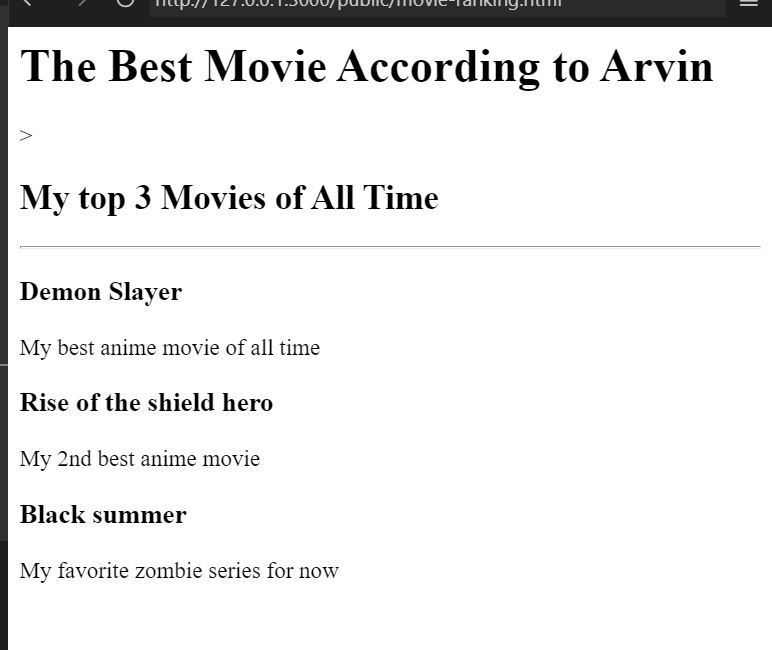 http://127.0.0.1:3000/public/movie-ranking.html
The Best Movie According to Arvin
>
My top 3 Movies of All Time
Demon Slayer
My best anime movie of all time
Rise of the shield hero
My 2nd best anime movie
Black summer
My favorite zombie series for now